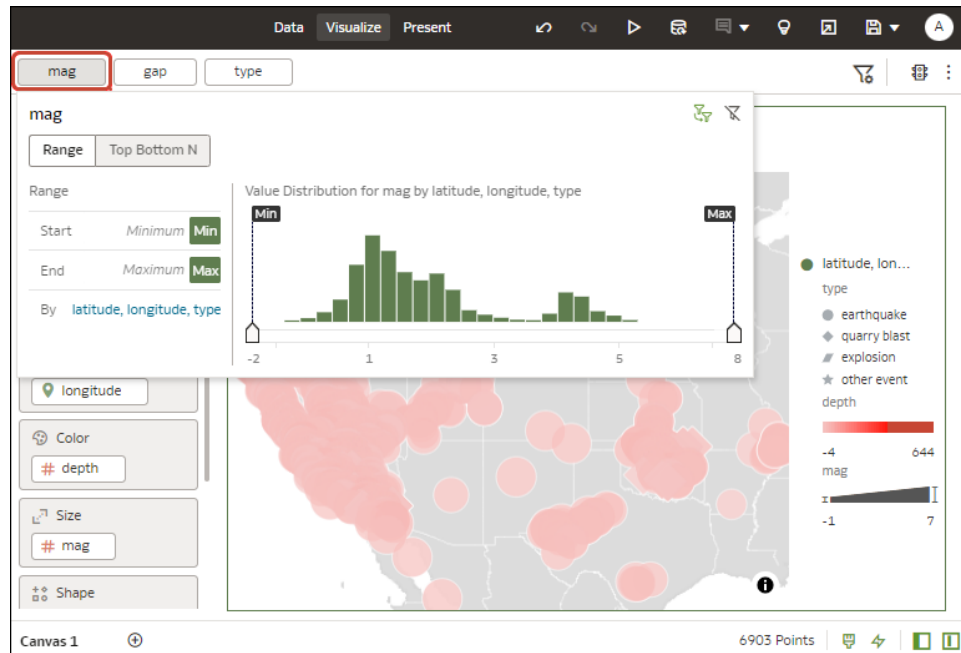 Data Visualize Present A
mag gap type
mag
Range Top Bottom N
Range
Start Minimum Min
End Maximum Max
By latitude, longitude, type
Value Distribution for mag by latitude, longitude, type
Min Max
-2 1 3 5 8
longitude
Color
# depth
Size
# mag
Shape
latitude, lon...
type
earthquake
quarry blast
explosion
other event
depth
-4 644
mag
-1 7
Canvas 1
6903 Points